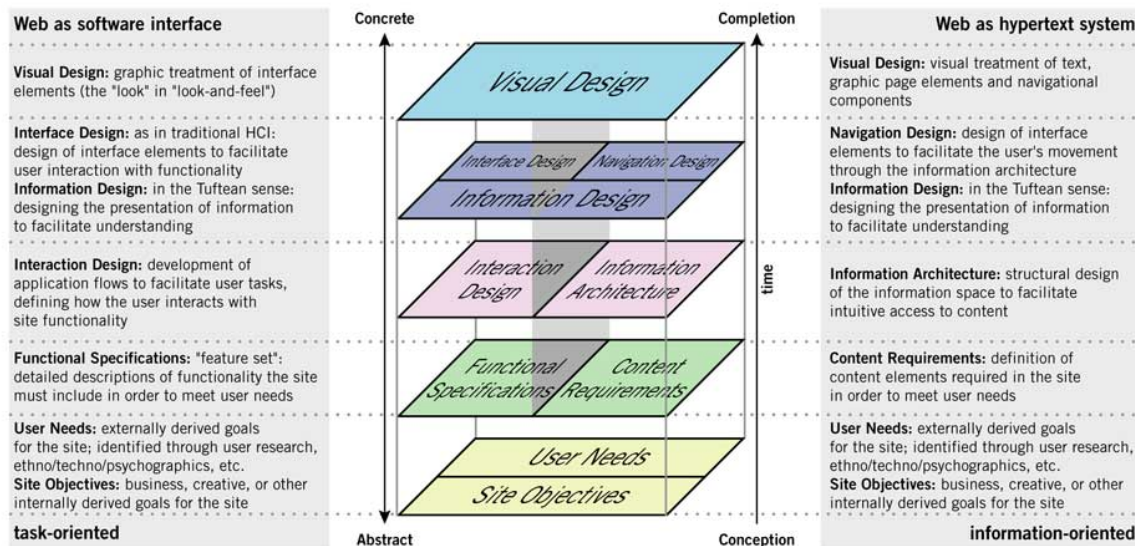 Web as software interface
Visual Design: graphic treatment of interface
elements (the "look" in "look-and-feel")
Interface Design: as in traditional HCI:
design of interface elements to facilitate
user interaction with functionality
Information Design: in the Tuftean sense:
designing the presentation of information
to facilitate understanding
Interaction Design: development of
application flows to facilitate user tasks,
defining how the user interacts with
site functionality
Functional Specifications: "feature set":
detailed descriptions of functionality the site
must include in order to meet user needs
User Needs: externally derived goals
for the site; identified through user research,
ethno/techno/psychographics, etc.
Site Objectives: business, creative, or other
internally derived goals for the site
task-oriented
Concrete
Completion
Visual Design
Interface Design
Navigation Design
Information Design
Interaction
Design
Information
Architecture
Functional
Specifications
Content
Requirements
User Needs
Site Objectives
time
Abstract
Conception
Web as hypertext system
Visual Design: visual treatment of text,
graphic page elements and navigational
components
Navigation Design: design of interface
elements to facilitate the user's movement
through the information architecture
Information Design: in the Tuftean sense:
designing the presentation of information
to facilitate understanding
Information Architecture: structural design
of the information space to facilitate
intuitive access to content
Content Requirements: definition of
content elements required in the site
in order to meet user needs
User Needs: externally derived goals
for the site; identified through user research,
ethno/techno/psychographics, etc.
Site Objectives: business, creative, or other
internally derived goals for the site
information-oriented